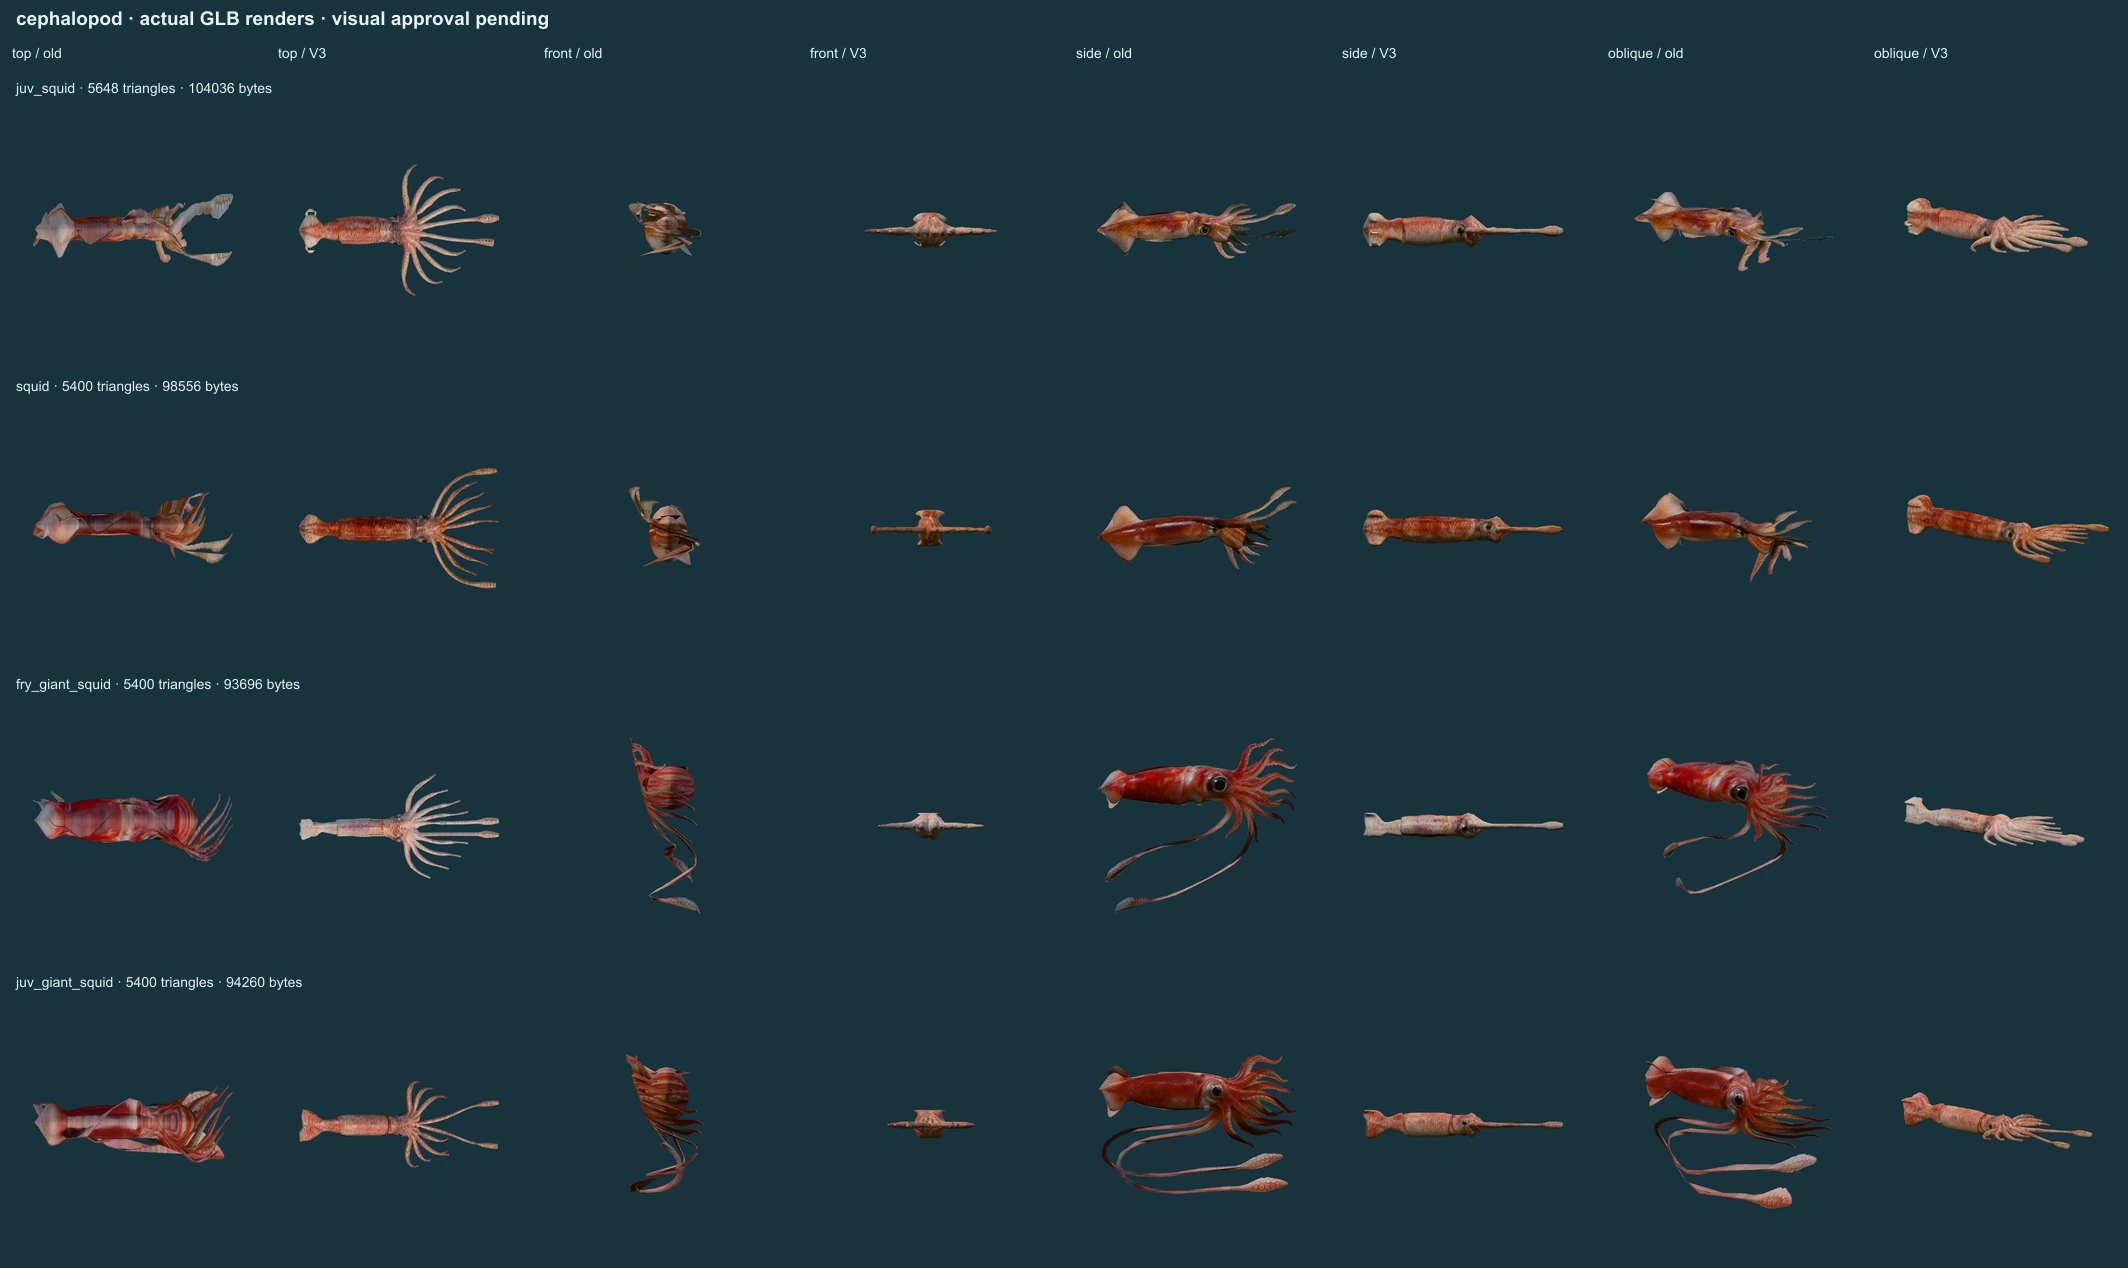 cephalopod · actual GLB renders · visual approval pending
top / old top / V3 front / old front / V3 side / old side / V3 oblique / old oblique / V3
juv_squid · 5648 triangles · 104036 bytes
squid · 5400 triangles · 98556 bytes
fry_giant_squid · 5400 triangles · 93696 bytes
juv_giant_squid · 5400 triangles · 94260 bytes